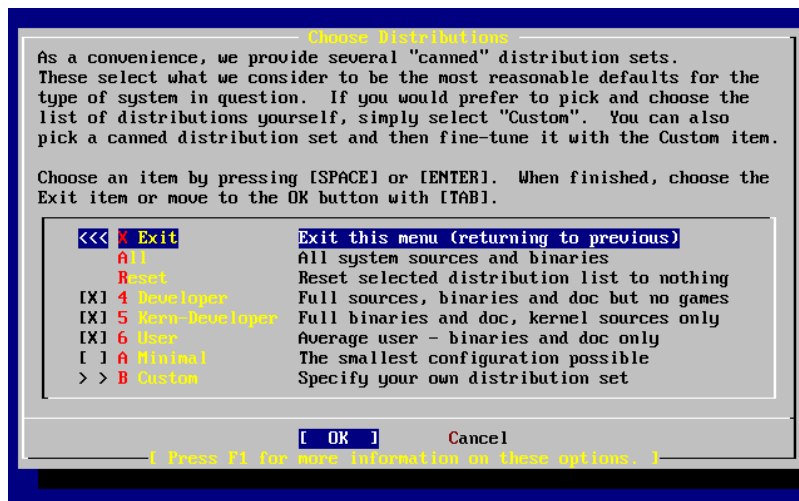 Choose Distributions
As a convenience, we provide several "canned" distribution sets.
These select what we consider to be the most reasonable defaults for the
type of system in question.  If you would prefer to pick and choose the
list of distributions yourself, simply select "Custom".  You can also
pick a canned distribution set and then fine-tune it with the Custom item.
Choose an item by pressing [SPACE] or [ENTER].  When finished, choose the
Exit item or move to the OK button with [TAB].
<<< X Exit Exit this menu (returning to previous)
All All system sources and binaries
Reset Reset selected distribution list to nothing
[X] 4 Developer Full sources, binaries and doc but no games
[X] 5 Kern-Developer Full binaries and doc, kernel sources only
[X] 6 User Average user - binaries and doc only
[ ] A Minimal The smallest configuration possible
> > B Custom Specify your own distribution set
[ OK ] Cancel
[ Press F1 for more information on these options. ]